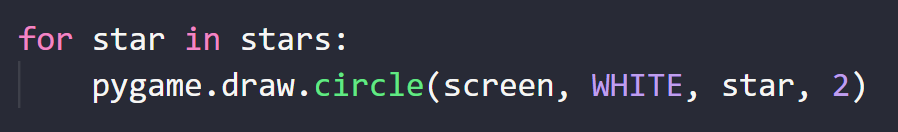 for star in stars:
    pygame.draw.circle(screen, WHITE, star, 2)